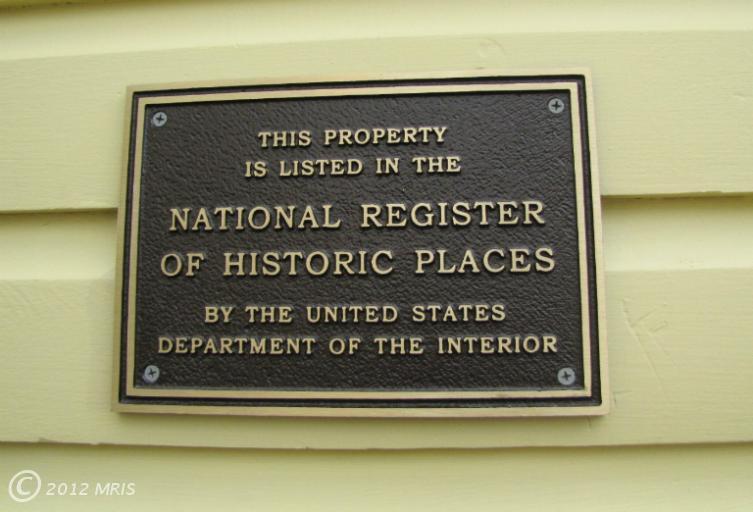 THIS PROPERTY
IS LISTED IN THE
NATIONAL REGISTER
OF HISTORIC PLACES
BY THE UNITED STATES
DEPARTMENT OF THE INTERIOR
© 2012 MRIS